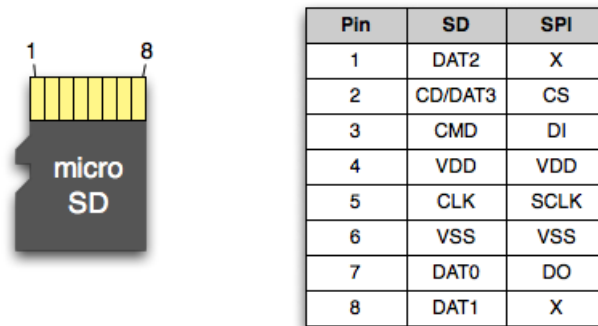 1 8
micro
SD
Pin SD SPI
1 DAT2 X
2 CD/DAT3 CS
3 CMD DI
4 VDD VDD
5 CLK SCLK
6 VSS VSS
7 DAT0 DO
8 DAT1 X